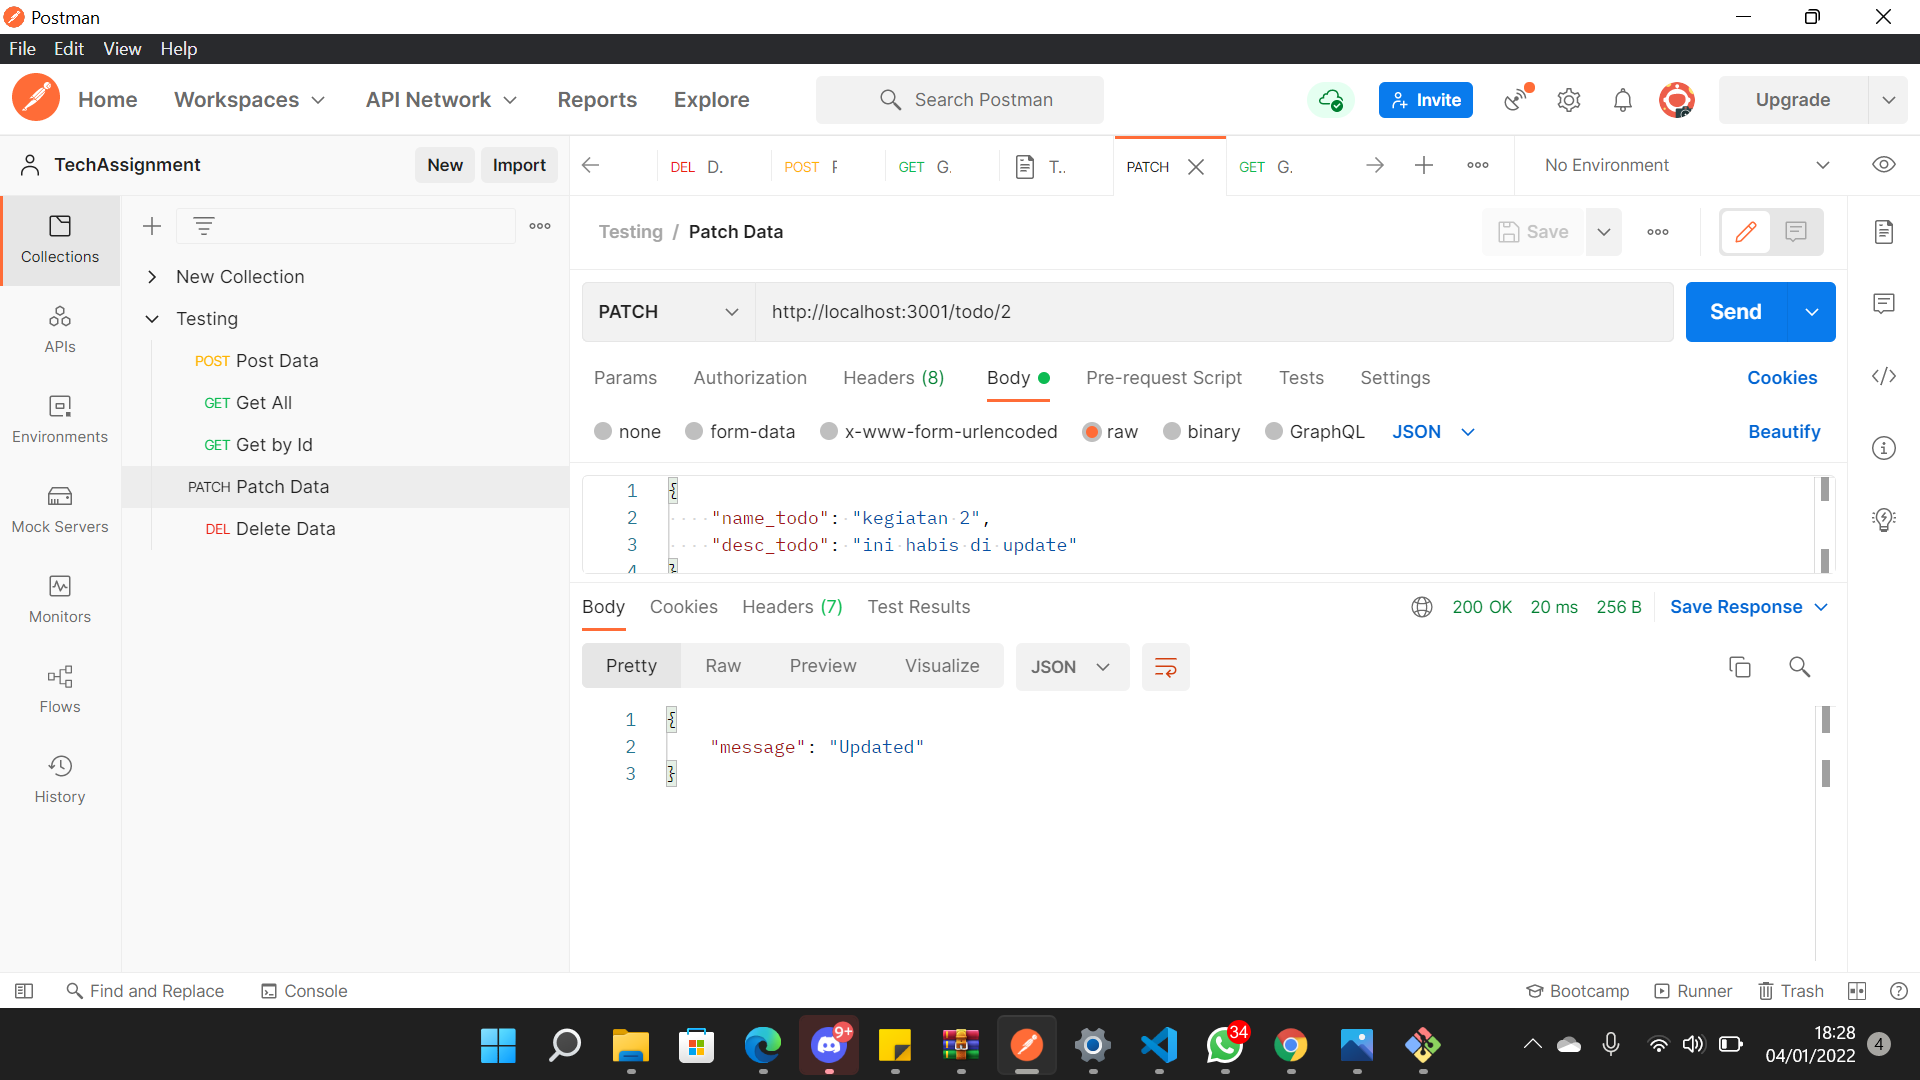 Postman
File Edit View Help
Home Workspaces API Network Reports Explore Search Postman Invite Upgrade
TechAssignment New Import DEL D. POST GET G. T.. PATCH GET G. No Environment
Collections
APIs
Environments
Mock Servers
Monitors
Flows
History
New Collection
Testing
POST Post Data
GET Get All
GET Get by Id
PATCH Patch Data
DEL Delete Data
Testing / Patch Data Save
PATCH http://localhost:3001/todo/2 Send
Params Authorization Headers (8) Body Pre-request Script Tests Settings Cookies
none form-data x-www-form-urlencoded raw binary GraphQL JSON Beautify
1 {
2 "name_todo": "kegiatan 2",
3 "desc_todo": "ini habis di update"
4 }
Body Cookies Headers (7) Test Results 200 OK 20 ms 256 B Save Response
Pretty Raw Preview Visualize JSON
1 {
2 "message": "Updated"
3 }
Find and Replace Console Bootcamp Runner Trash
9+ 34 18:28
04/01/2022 4